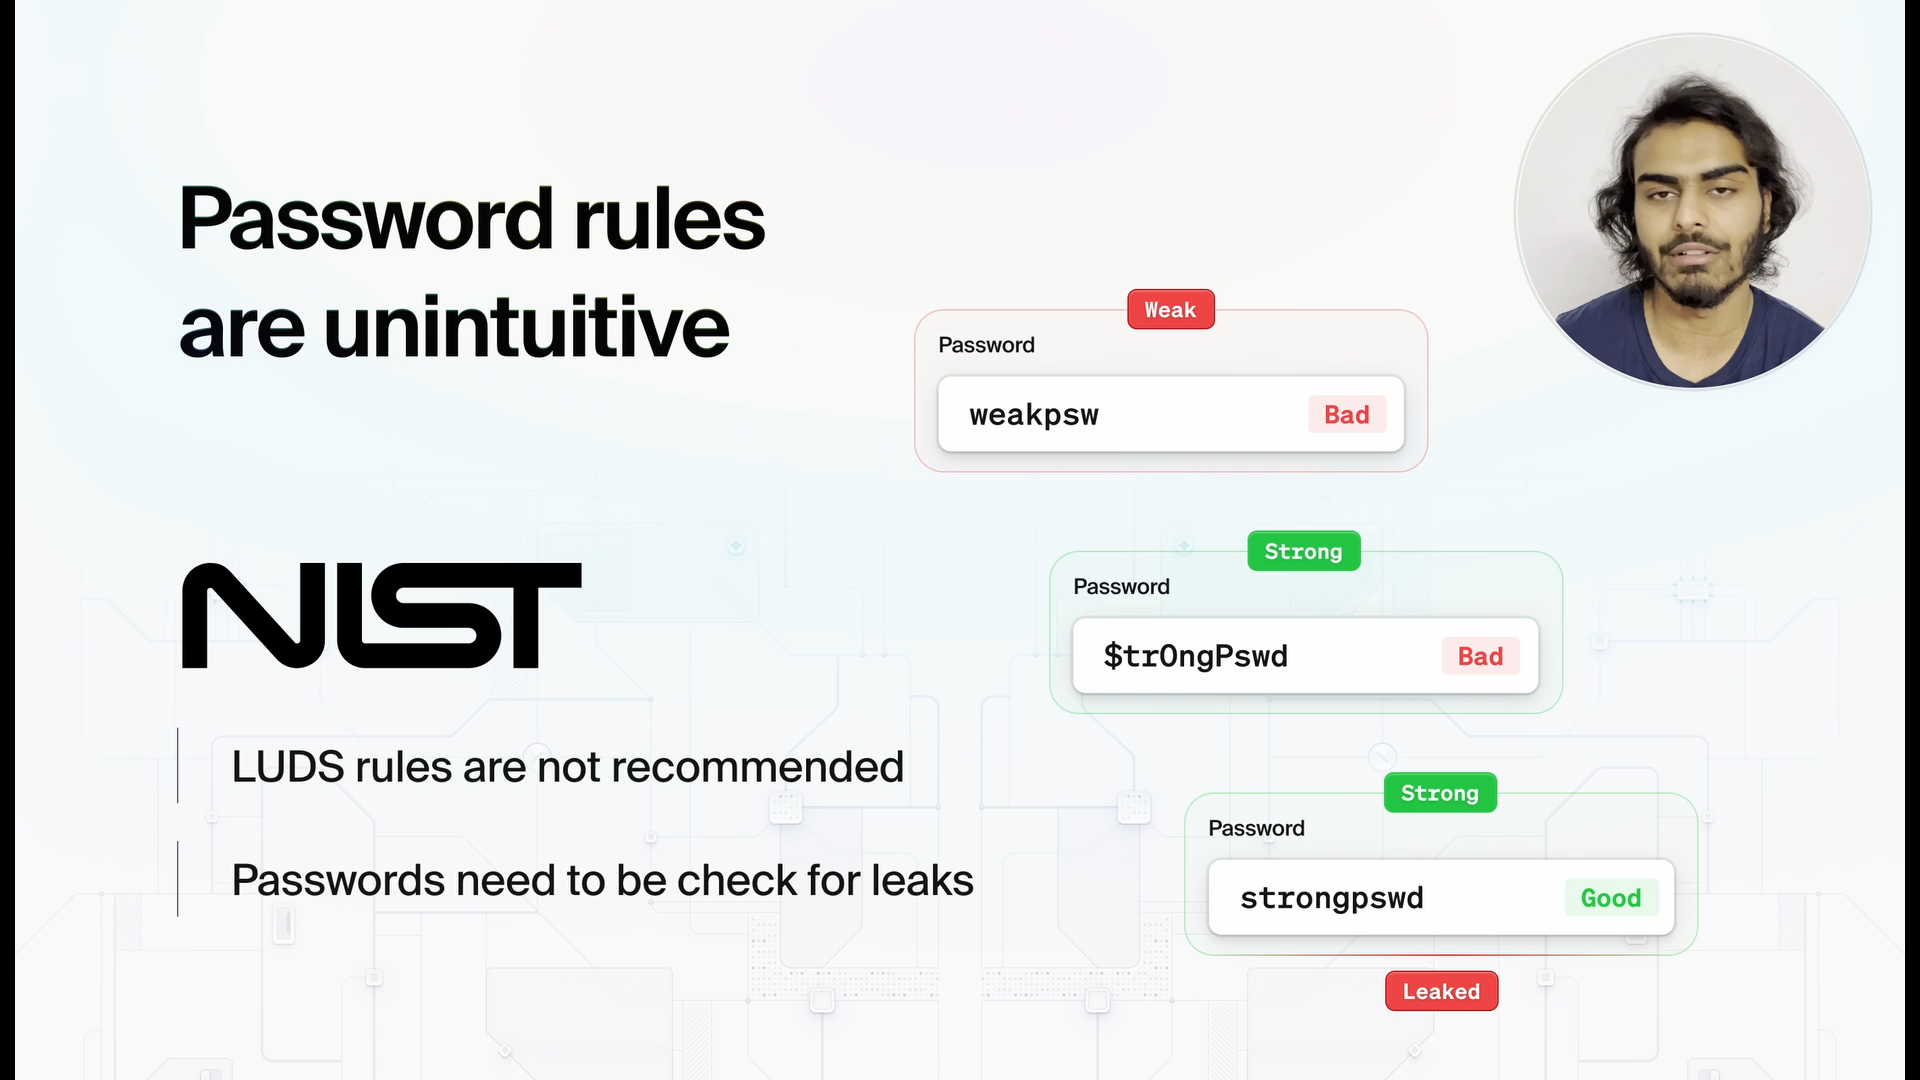 Password rules
are unintuitive
NIST
LUDS rules are not recommended
Passwords need to be check for leaks
Weak
Password
weakpsw
Bad
Strong
Password
$tr0ngPswd
Bad
Strong
Password
strongpswd
Good
Leaked